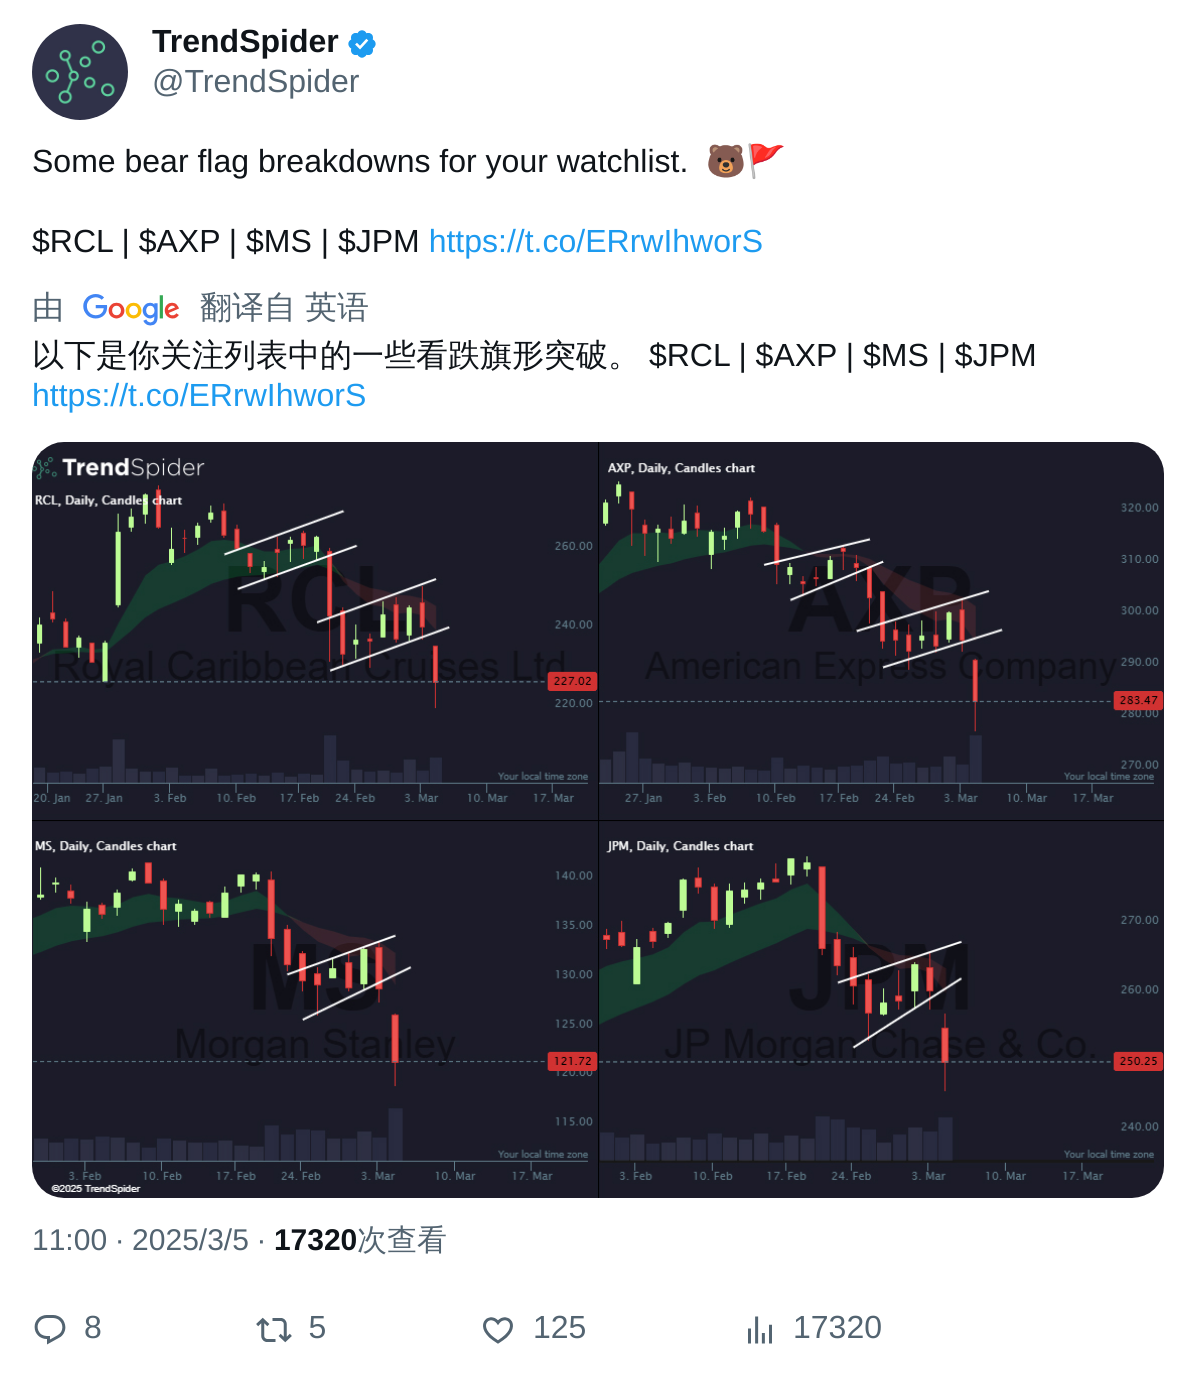 TrendSpider
@TrendSpider
Some bear flag breakdowns for your watchlist. 🐻🚩
$RCL | $AXP | $MS | $JPM https://t.co/ERrwIhworS
由 Google 翻译自 英语
以下是你关注列表中的一些看跌旗形突破。 $RCL | $AXP | $MS | $JPM
https://t.co/ERrwIhworS
TrendSpider
RCL, Daily, Candles chart
RCL
Royal Caribbean Cruises Ltd
260.00
240.00
227.02
220.00
Your local time zone
20. Jan 27. Jan 3. Feb 10. Feb 17. Feb 24. Feb 3. Mar 10. Mar 17. Mar
AXP, Daily, Candles chart
AXP
American Express Company
320.00
310.00
300.00
290.00
283.47
280.00
270.00
Your local time zone
27. Jan 3. Feb 10. Feb 17. Feb 24. Feb 3. Mar 10. Mar 17. Mar
MS, Daily, Candles chart
MS
Morgan Stanley
140.00
135.00
130.00
125.00
121.72
120.00
115.00
Your local time zone
3. Feb 10. Feb 17. Feb 24. Feb 3. Mar 10. Mar 17. Mar
©2025 TrendSpider
JPM, Daily, Candles chart
JPM
JP Morgan Chase & Co.
270.00
260.00
250.25
240.00
Your local time zone
3. Feb 10. Feb 17. Feb 24. Feb 3. Mar 10. Mar 17. Mar
11:00 · 2025/3/5 · 17320次查看
8 5 125 17320